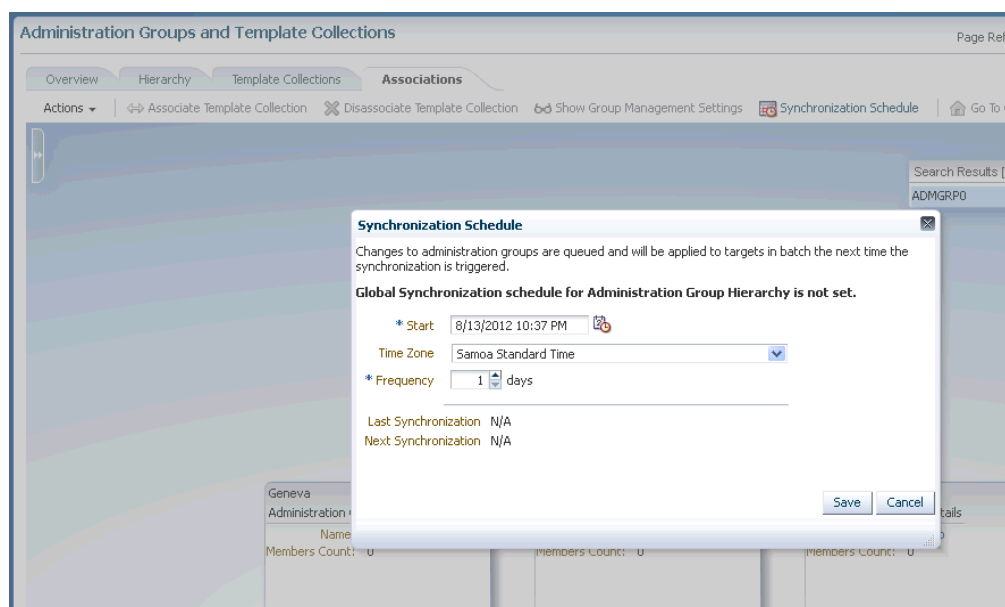 Administration Groups and Template Collections
Page Ref
Overview Hierarchy Template Collections Associations
Actions Associate Template Collection Disassociate Template Collection Show Group Management Settings Synchronization Schedule Go To
Search Results [
ADMGRP0
Synchronization Schedule
Changes to administration groups are queued and will be applied to targets in batch the next time the
synchronization is triggered.
Global Synchronization schedule for Administration Group Hierarchy is not set.
* Start 8/13/2012 10:37 PM
Time Zone Samoa Standard Time
* Frequency 1 days
Last Synchronization N/A
Next Synchronization N/A
Save Cancel
Geneva
Administration
tails
Name
Members Count: 0 Members Count: 0 Members Count: 0